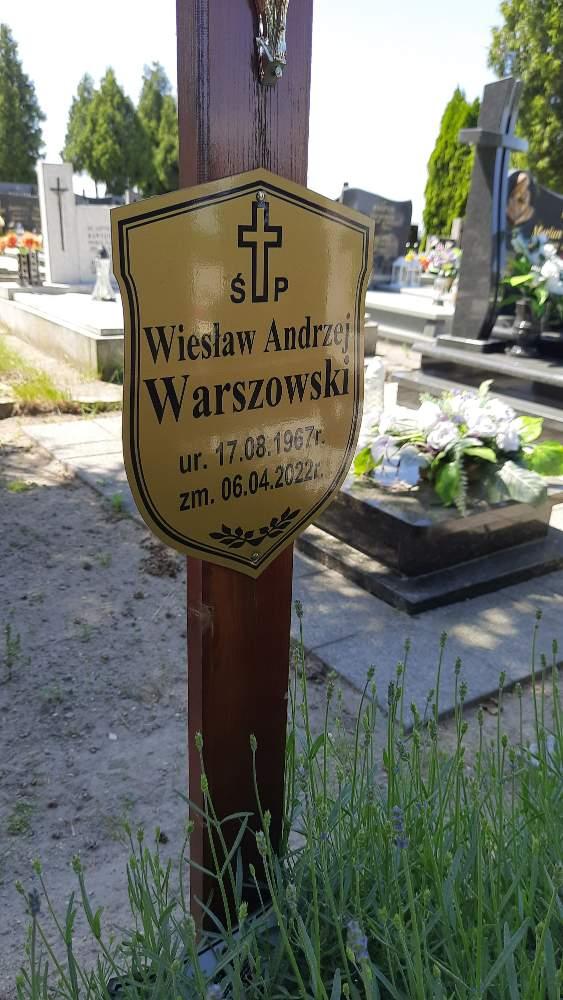 Ś P
Wiesław Andrzej
Warszowski
ur. 17.08.1967r.
zm. 06.04.2022r.